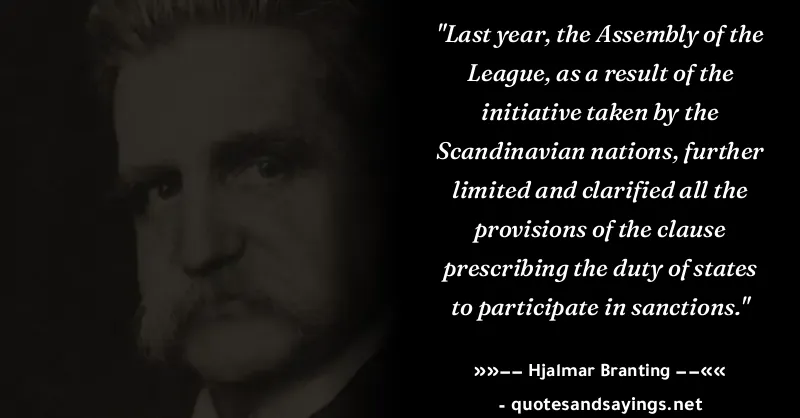 "Last year, the Assembly of the
League, as a result of the
initiative taken by the
Scandinavian nations, further
limited and clarified all the
provisions of the clause
prescribing the duty of states
to participate in sanctions."
»»−− Hjalmar Branting −−««
- quotesandsayings.net